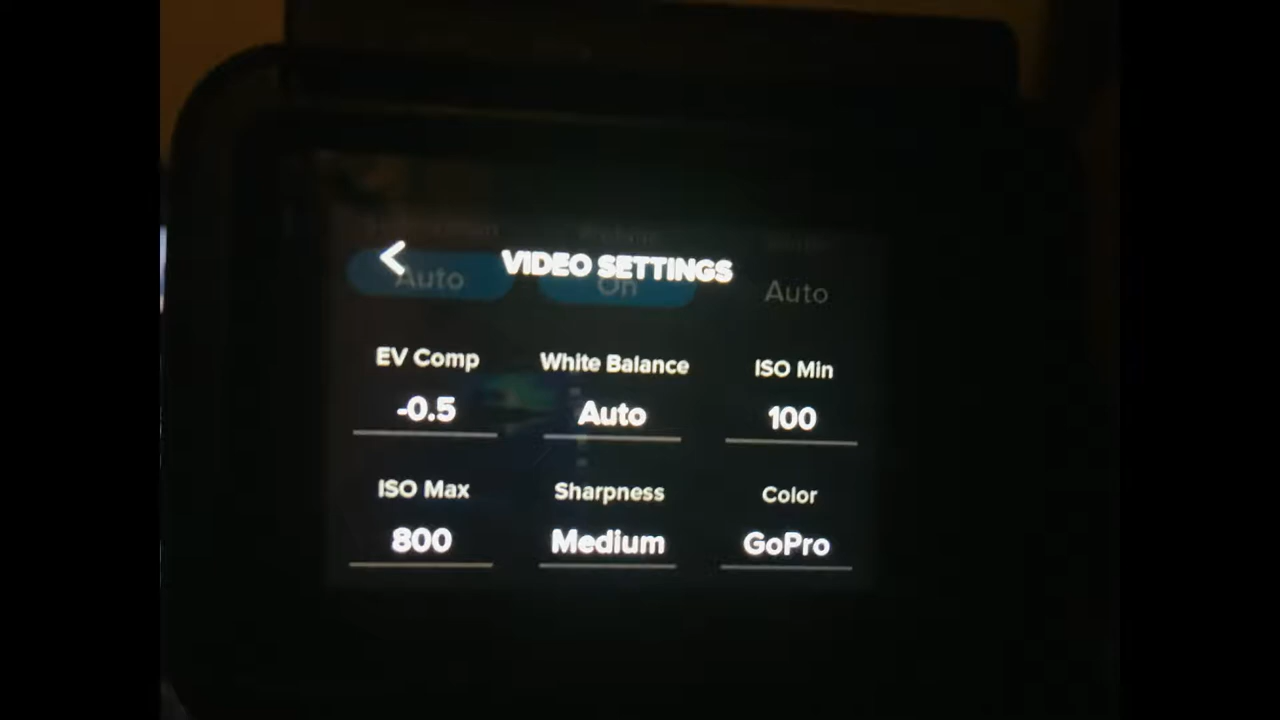 VIDEO SETTINGS
Auto On Auto
EV Comp White Balance ISO Min
-0.5 Auto 100
ISO Max Sharpness Color
800 Medium GoPro